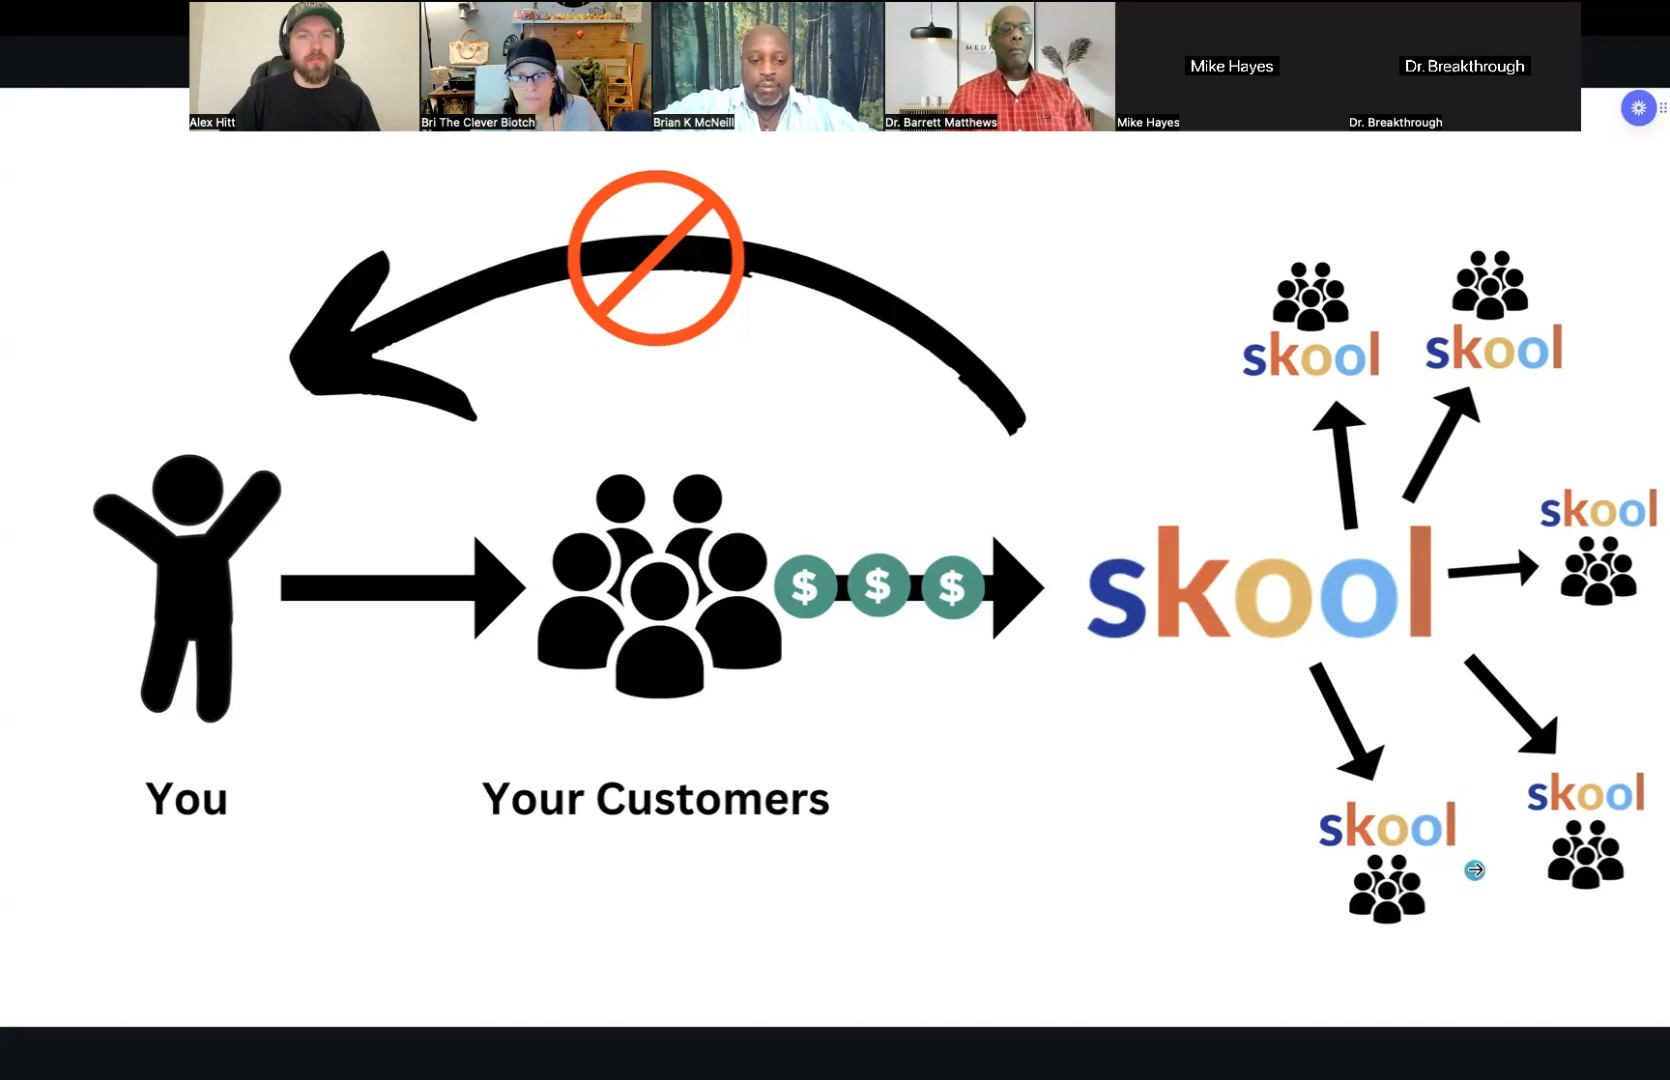 Mike Hayes
Dr. Breakthrough
Alex Hitt
Bri The Clever Biotch
Brian K McNeill
Dr. Barrett Matthews
Mike Hayes
Dr. Breakthrough
MED
$
$
$
skool
skool
skool
skool
skool
skool
You
Your Customers